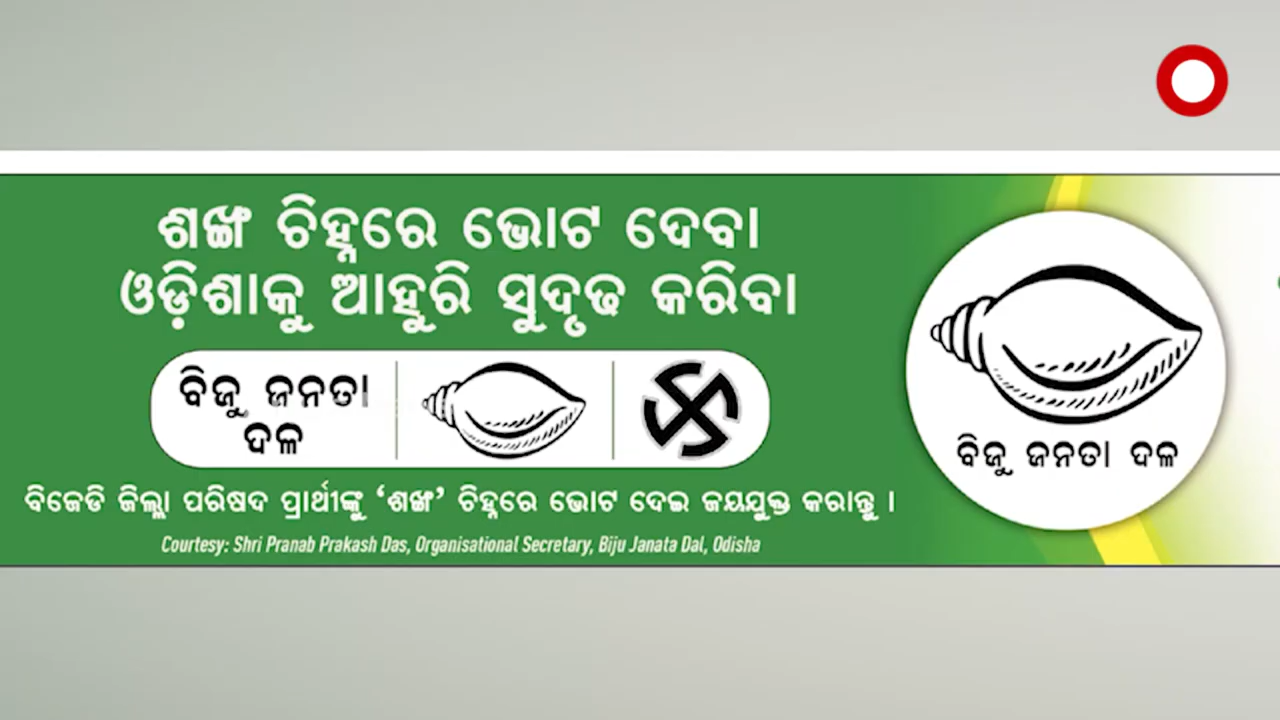 ଶଙ୍ଖ ଚିହ୍ନରେ ଭୋଟ ଦେବା
ଓଡ଼ିଶାକୁ ଆହୁରି ସୁଦୃଢ କରିବା
ବିଜୁ ଜନତା
ଦଳ
ବିଜେଡି ଜିଲ୍ଲା ପରିଷଦ ପ୍ରାର୍ଥୀଙ୍କୁ ‘ଶଙ୍ଖ’ ଚିହ୍ନରେ ଭୋଟ ଦେଇ ଜୟଯୁକ୍ତ କରାନ୍ତୁ ।
Courtesy: Shri Pranab Prakash Das, Organisational Secretary, Biju Janata Dal, Odisha
ବିଜୁ ଜନତା ଦଳ